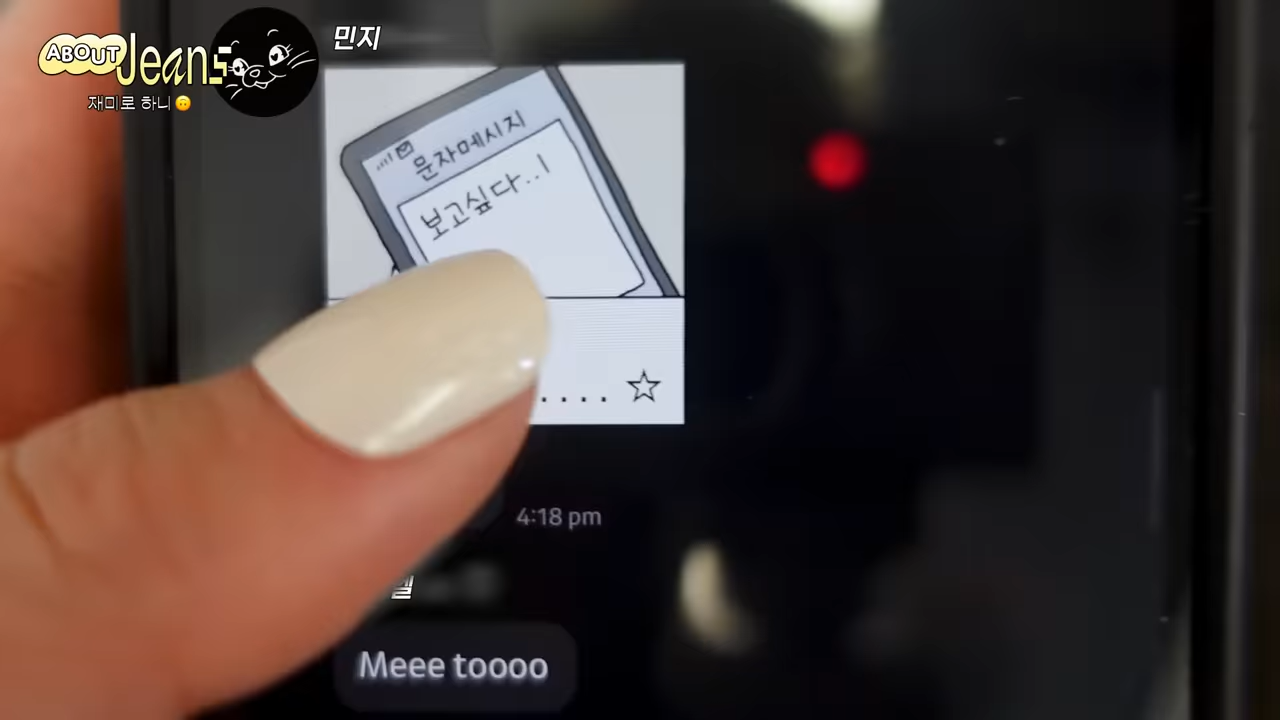 ABOUT
Jeans
재미로 하니🙃
민지
문자메시지
보고싶다..
....☆
4:18 pm
엘
Meee toooo